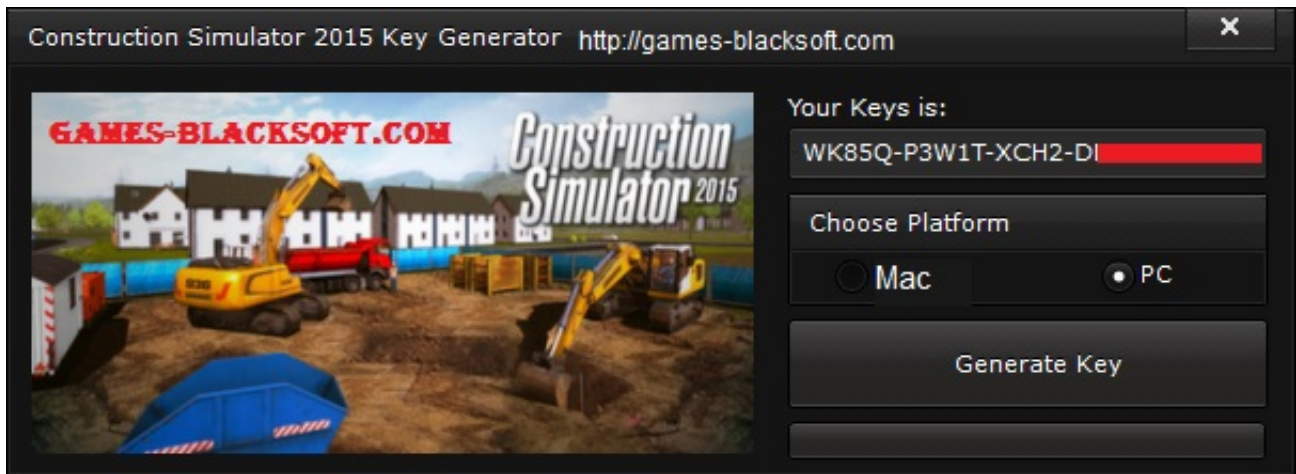 Construction Simulator 2015 Key Generator http://games-blacksoft.com
X
GAMES-BLACKSOFT.COM
Construction
Simulator 2015
936
Your Keys is:
WK85Q-P3W1T-XCH2-D
Choose Platform
Mac
PC
Generate Key